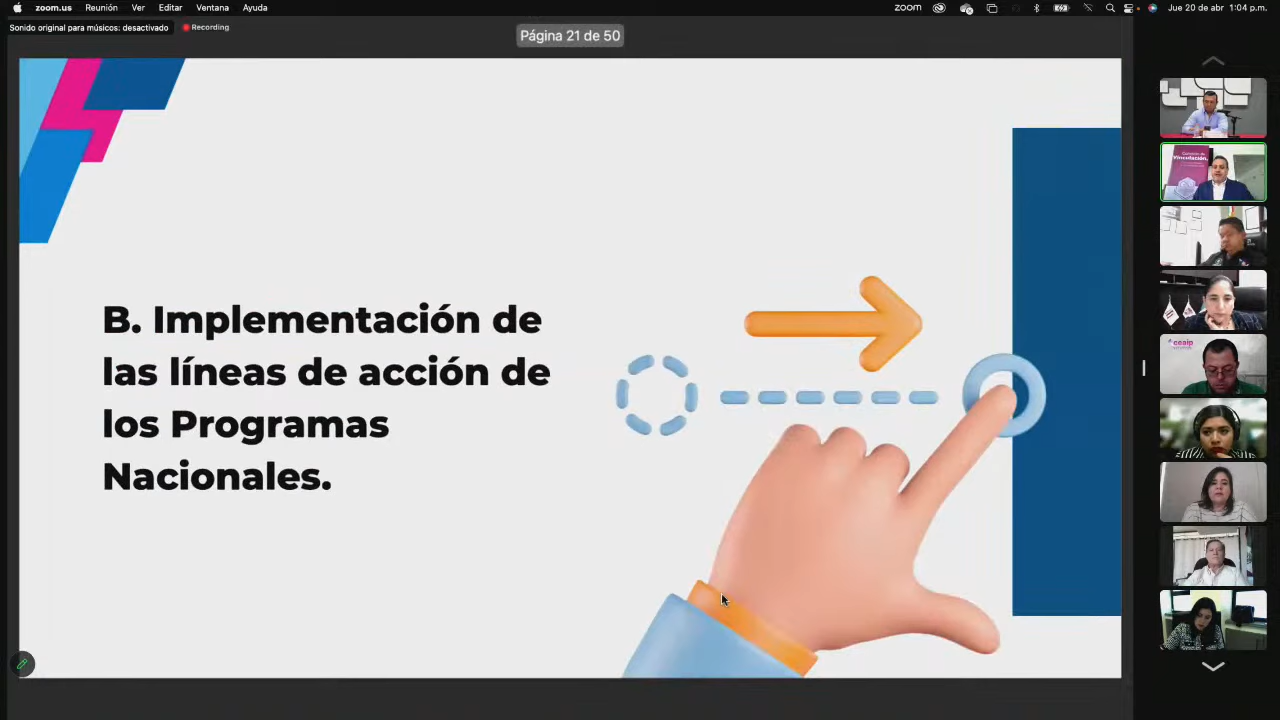 zoom.us Reunión Ver Editar Ventana Ayuda
zoom
Jue 20 de abr 1:04 p.m.
Sonido original para músicos: desactivado
Recording
Página 21 de 50
B. Implementación de
las líneas de acción de
los Programas
Nacionales.
Vinculación,